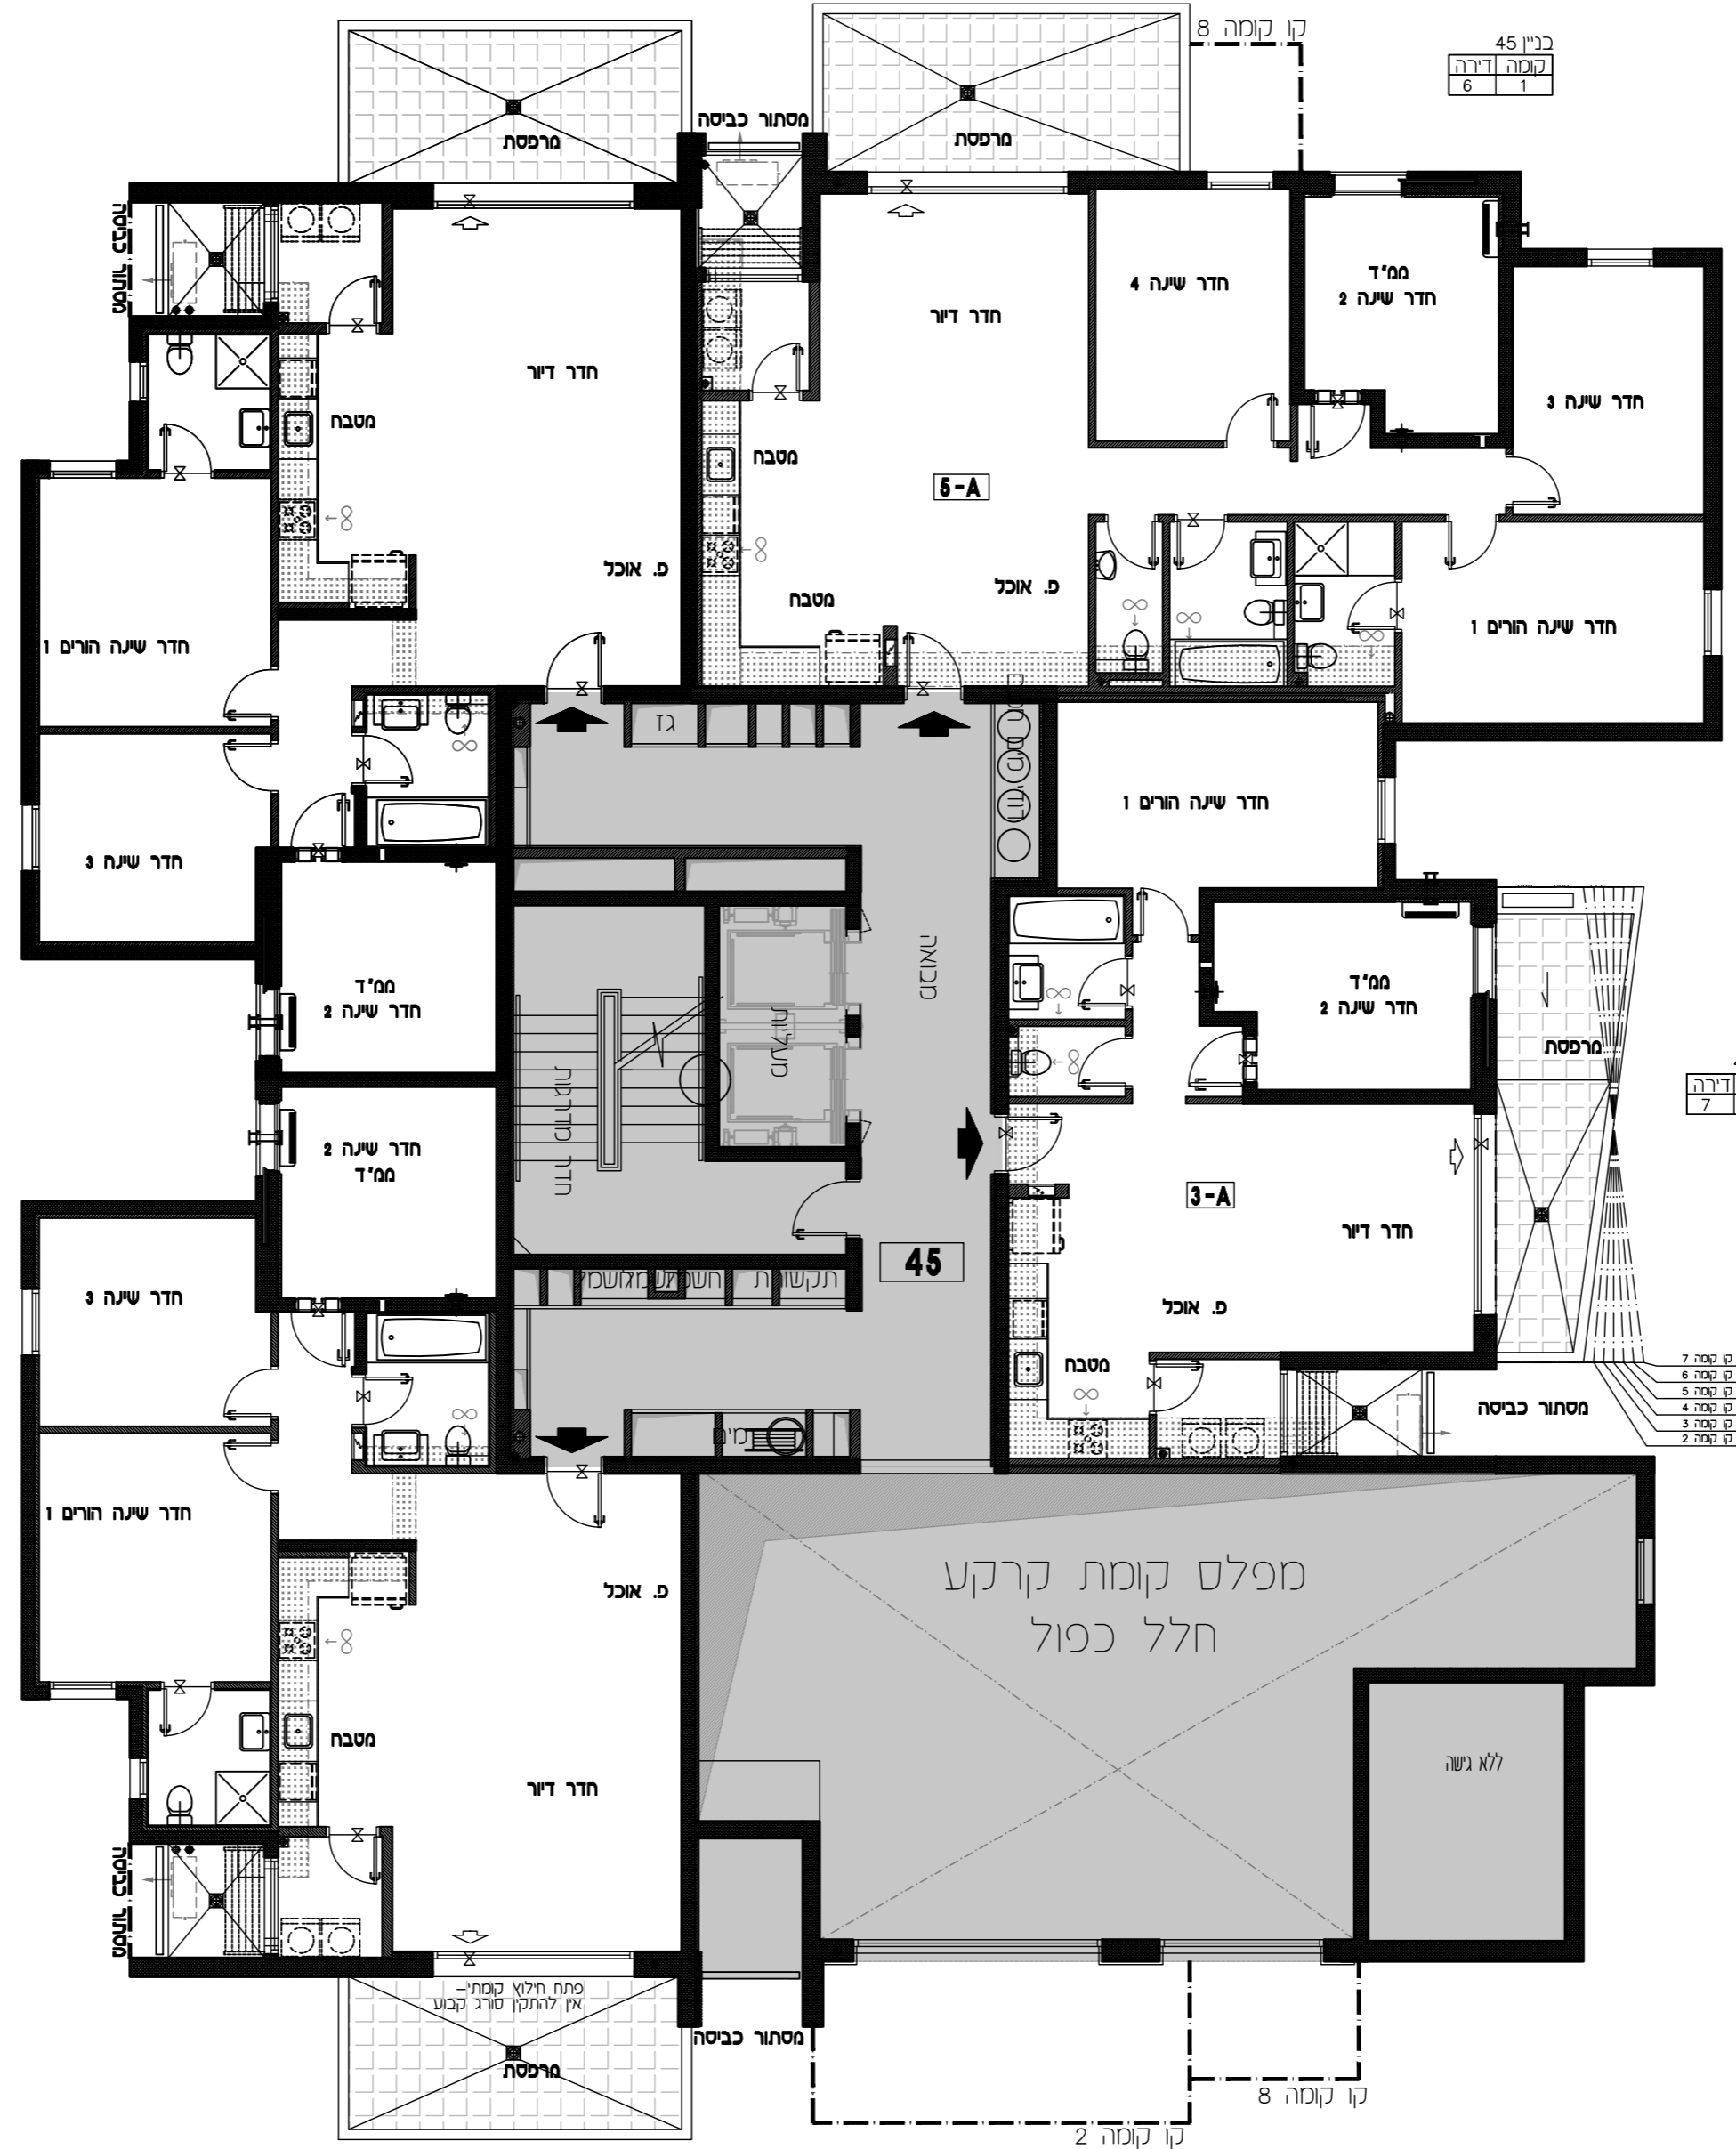 קו קומה 8
בניין 45
קומה דירה
1 6
מסתור כביסה
מרפסת
מרפסת
מסתור כביסה
חדר דיור
מטבח
פ. אוכל
חדר שינה הורים 1
חדר שינה 3
ממ"ד
חדר שינה 2
חדר דיור
מטבח
5-A
פ. אוכל
מטבח
חדר שינה 4
ממ"ד
חדר שינה 2
חדר שינה 3
חדר שינה הורים 1
גז
דודי מים
מבואה
מעליות
חדר מדרגות
45
תקשורת
חשמל
חשמל
מים
חדר שינה הורים 1
ממ"ד
חדר שינה 2
מרפסת
דירה
7
3-A
חדר דיור
פ. אוכל
מטבח
מסתור כביסה
קו קומה 7
קו קומה 6
קו קומה 5
קו קומה 4
קו קומה 3
קו קומה 2
חדר שינה 2
ממ"ד
חדר שינה 3
חדר שינה הורים 1
פ. אוכל
מטבח
חדר דיור
מסתור כביסה
פתח חילוץ קומתי-
אין להתקין סורג קבוע
מרפסת
מסתור כביסה
מפלס קומת קרקע
חלל כפול
ללא גישה
קו קומה 8
קו קומה 2